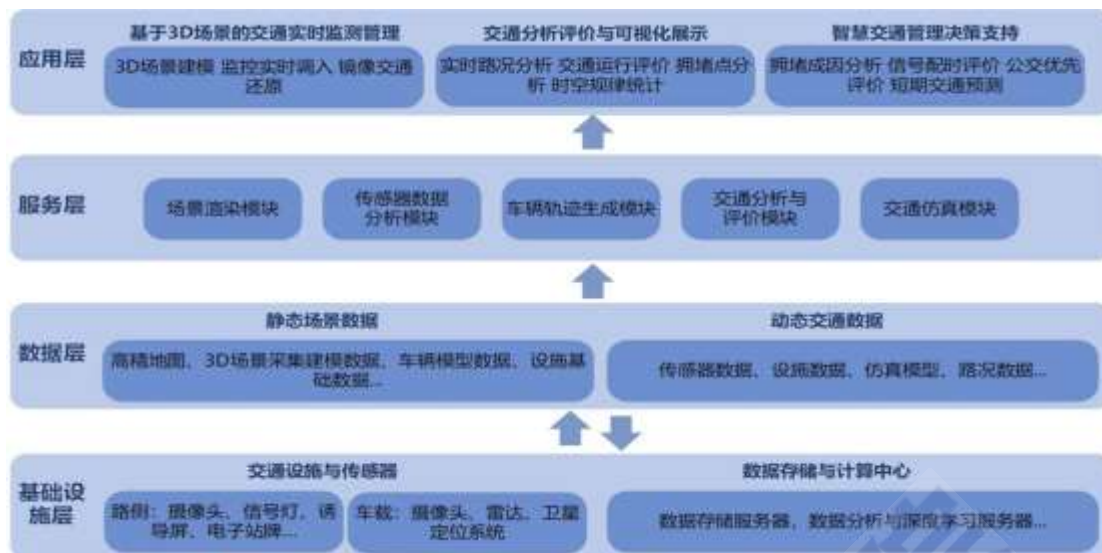 应用层
基于3D场景的交通实时监测管理
3D场景建模 监控实时调入 镜像交通
还原
交通分析评价与可视化展示
实时路况分析 交通运行评价 拥堵点分
析 时空规律统计
智慧交通管理决策支持
拥堵成因分析 信号配时评价 公交优先
评价 短期交通预测
服务层
场景渲染模块
传感器数据
分析模块
车辆轨迹生成模块
交通分析与
评价模块
交通仿真模块
数据层
静态场景数据
高精地图、3D场景采集建模数据、车辆模型数据、设施基
础数据...
动态交通数据
传感器数据、设施数据、仿真模型、路况数据...
基础设
施层
交通设施与传感器
路侧：摄像头、信号灯、诱
导屏、电子站牌...
车载：摄像头、雷达、卫星
定位系统
数据存储与计算中心
数据存储服务器，数据分析与深度学习服务器...